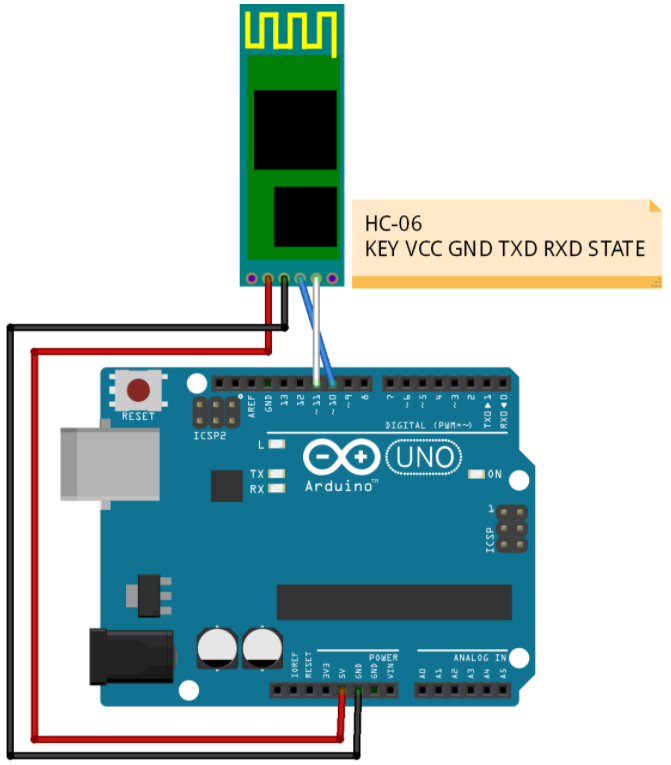 HC-06
KEY VCC GND TXD RXD STATE
RESET
ICSP2
AREF
GND
13
12
~11
~10
~9
8
7
~6
~5
4
~3
2
TXD▶1
RXD◀0
DIGITAL (PWM=~)
L
TX
RX
Arduino™
UNO
ON
1
ICSP
IOREF
RESET
3V3
5V
GND
GND
VIN
POWER
ANALOG IN
A0
A1
A2
A3
A4
A5